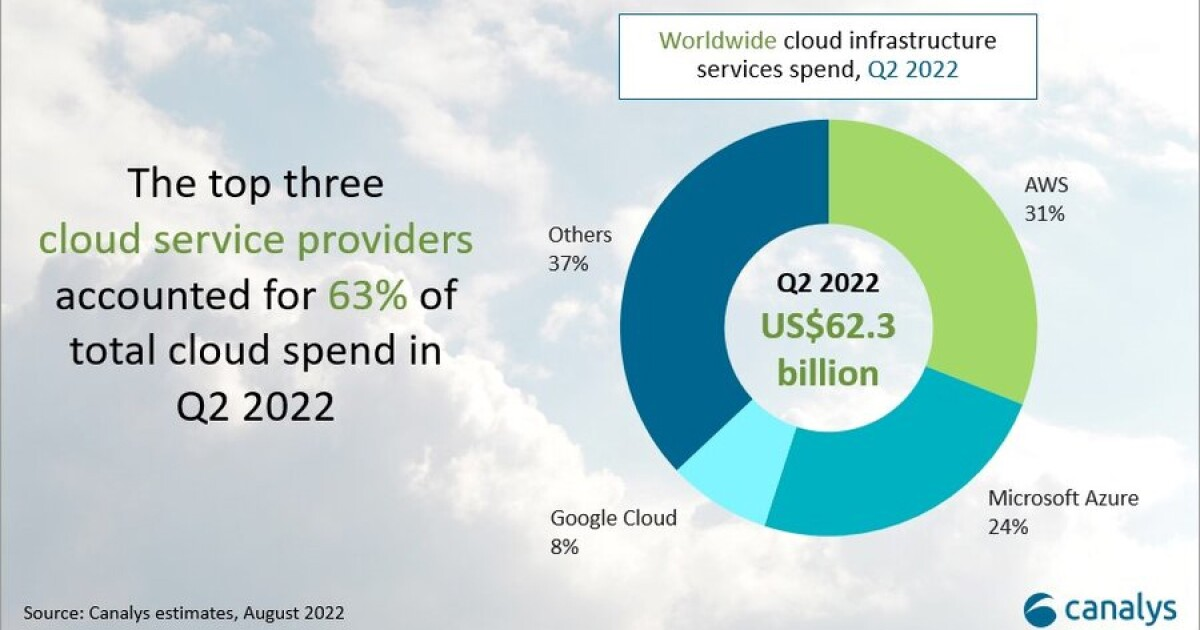 The top three
cloud service providers
accounted for 63% of
total cloud spend in
Q2 2022
Worldwide cloud infrastructure
services spend, Q2 2022
AWS
31%
Others
37%
Q2 2022
US$62.3
billion
Microsoft Azure
24%
Google Cloud
8%
Source: Canalys estimates, August 2022
canalys